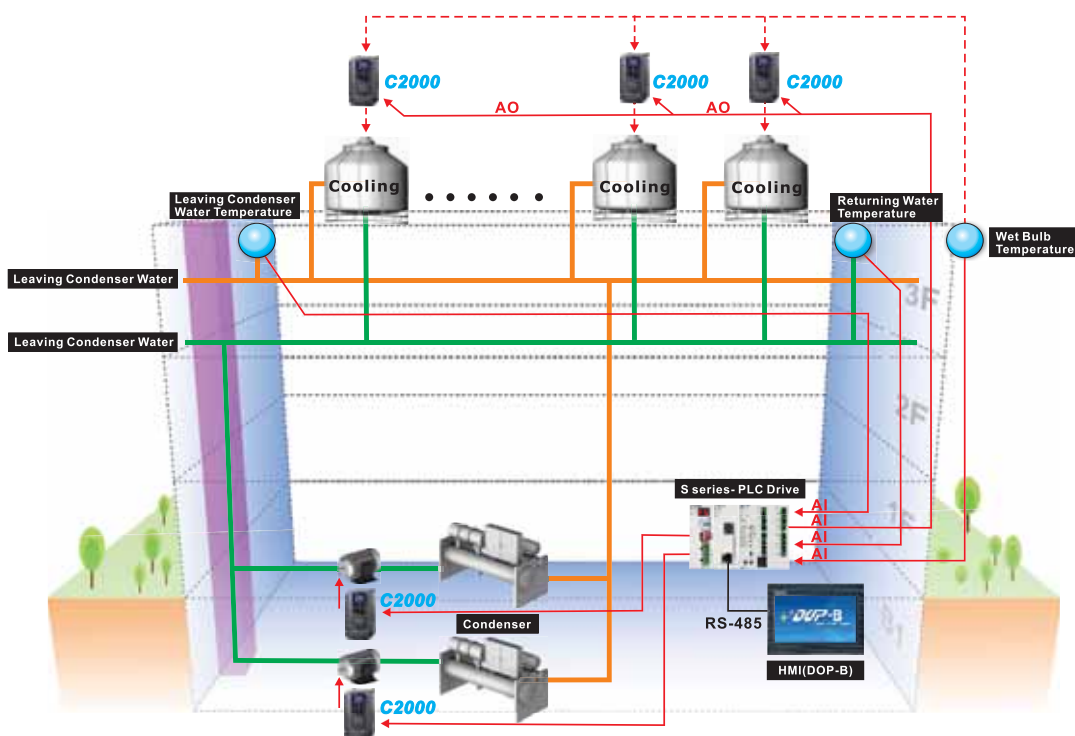 C2000
C2000
C2000
AO
AO
Cooling
Cooling
Cooling
Leaving Condenser
Water Temperature
Returning Water
Temperature
Wet Bulb
Temperature
Leaving Condenser Water
3F
Leaving Condenser Water
2F
S series- PLC Drive
AI
AI
1F
AI
AI
C2000
Condenser
RS-485
DOP-B
B1
HMI(DOP-B)
C2000